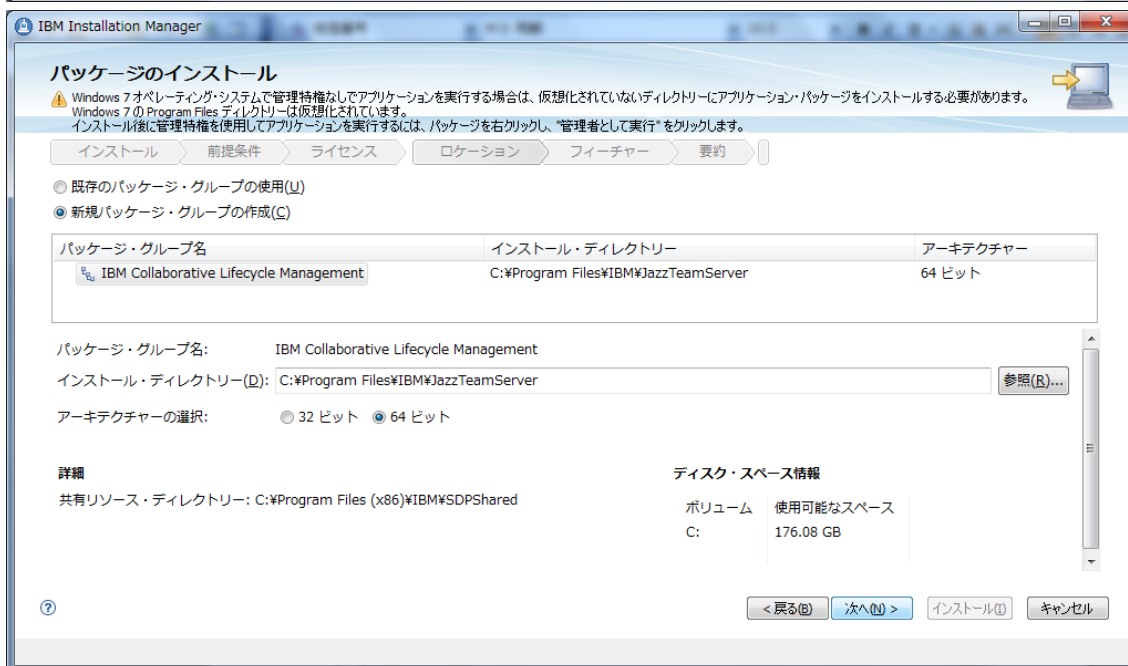 IBM Installation Manager
パッケージのインストール
Windows 7 オペレーティング・システムで管理特権なしでアプリケーションを実行する場合は、仮想化されていないディレクトリーにアプリケーション・パッケージをインストールする必要があります。
Windows 7 の Program Files ディレクトリーは仮想化されています。
インストール後に管理特権を使用してアプリケーションを実行するには、パッケージを右クリックし、"管理者として実行" をクリックします。
インストール 前提条件 ライセンス ロケーション フィーチャー 要約
既存のパッケージ・グループの使用(U)
新規パッケージ・グループの作成(C)
パッケージ・グループ名 インストール・ディレクトリー アーキテクチャー
IBM Collaborative Lifecycle Management C:¥Program Files¥IBM¥JazzTeamServer 64 ビット
パッケージ・グループ名: IBM Collaborative Lifecycle Management
インストール・ディレクトリー(D): C:¥Program Files¥IBM¥JazzTeamServer 参照(R)...
アーキテクチャーの選択: 32 ビット 64 ビット
詳細 ディスク・スペース情報
共有リソース・ディレクトリー: C:¥Program Files (x86)¥IBM¥SDPShared
ボリューム 使用可能なスペース
C: 176.08 GB
? < 戻る(B) 次へ(N) > インストール(I) キャンセル